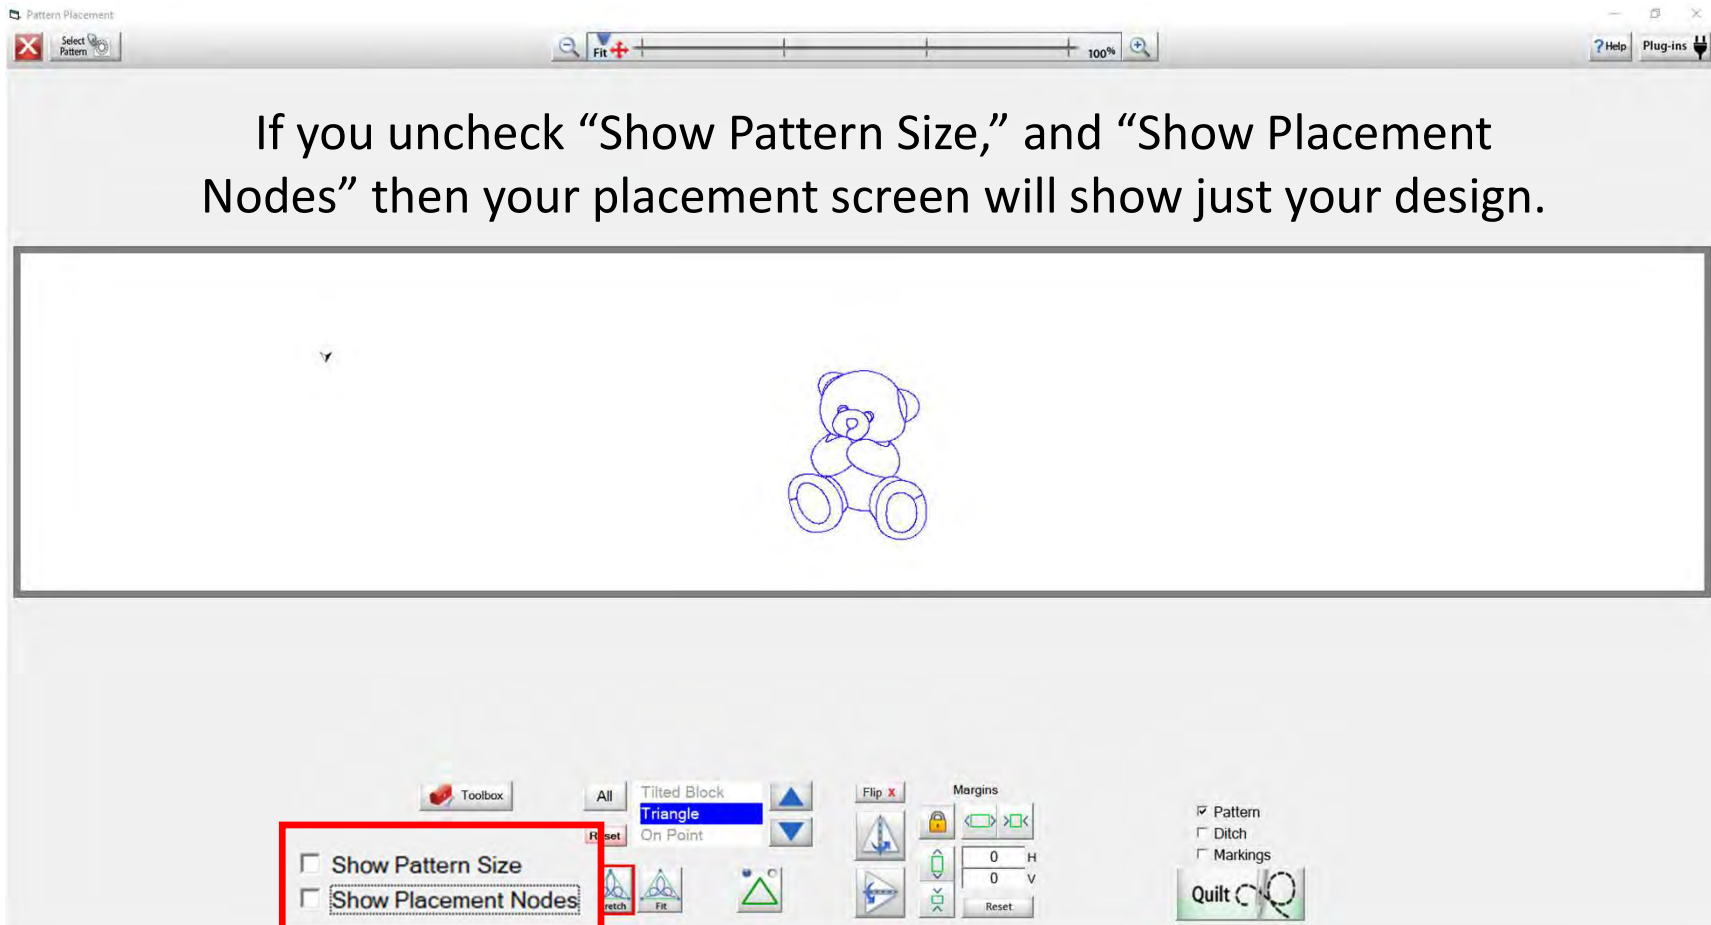 Pattern Placement
Select
Pattern
Fit
100%
?Help
Plug-ins
If you uncheck “Show Pattern Size,” and “Show Placement
Nodes” then your placement screen will show just your design.
Toolbox
All
Tilted Block
Triangle
On Point
Flip X
Margins
0 H
0 V
Reset
Pattern
Ditch
Markings
Show Pattern Size
Show Placement Nodes
Fit
Quilt